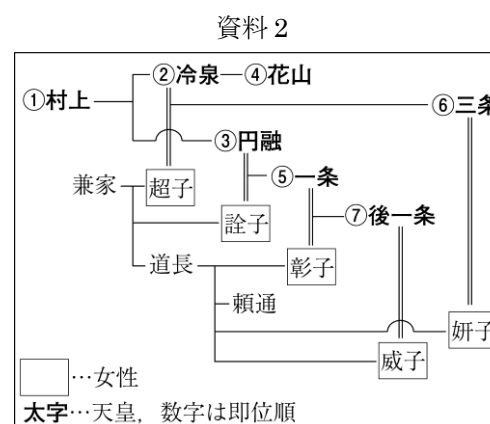 資料2
②冷泉 ④花山
①村上 ⑥三条
③円融
兼家 超子 ⑤一条
詮子 ⑦後一条
道長 彰子
頼通
妍子
威子
…女性
太字…天皇，数字は即位順